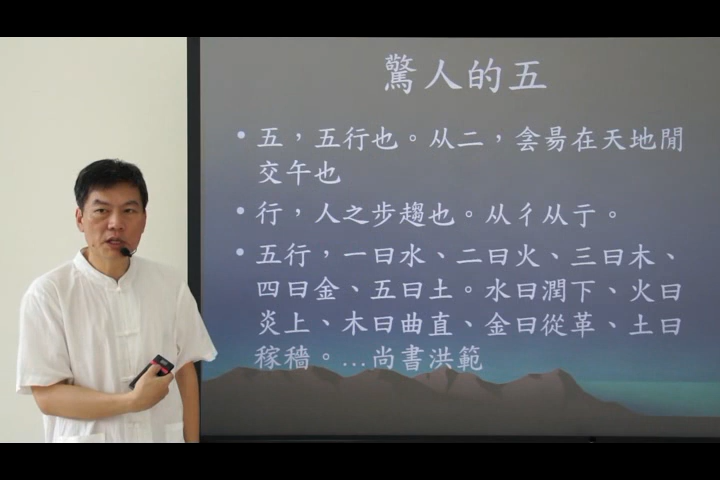 驚人的五
• 五，五行也。从二，侌昜在天地閒
交午也
• 行，人之步趨也。从彳从亍。
• 五行，一曰水、二曰火、三曰木、
四曰金、五曰土。水曰潤下、火曰
炎上、木曰曲直、金曰從革、土曰
稼穡。…尚書洪範